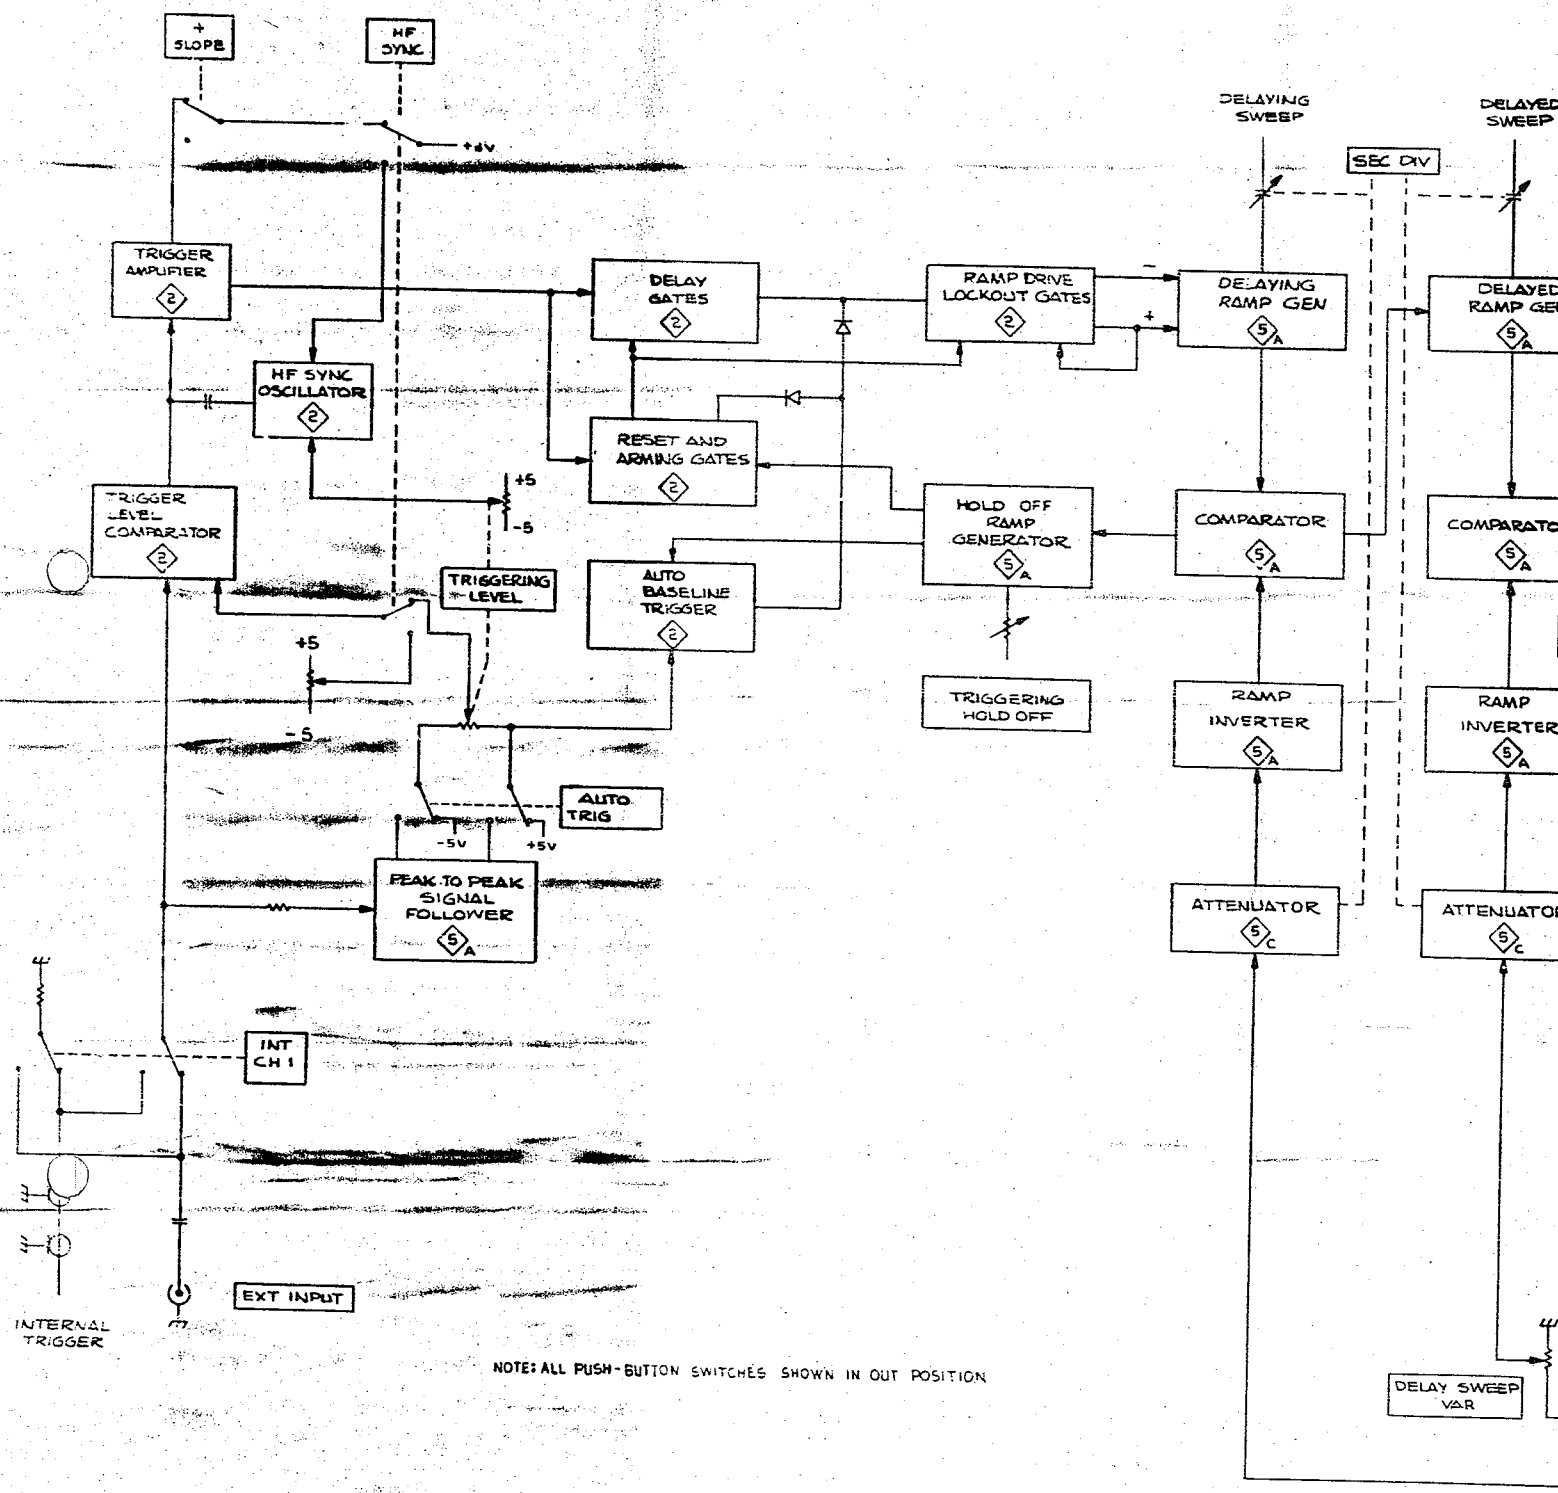 +
SLOPE
HF
SYNC
DELAYING
SWEEP
DELAYED
SWEEP
SEC DIV
TRIGGER
AMPLIFIER
2
DELAY
GATES
2
RAMP DRIVE
LOCKOUT GATES
2
-
+
DELAYING
RAMP GEN
5 A
DELAYED
RAMP GE
5 A
HF SYNC
OSCILLATOR
2
RESET AND
ARMING GATES
2
+5
-5
TRIGGER
LEVEL
COMPARATOR
2
HOLD OFF
RAMP
GENERATOR
5 A
COMPARATOR
5 A
COMPARATO
5 A
TRIGGERING
LEVEL
AUTO
BASELINE
TRIGGER
2
+5
-5
TRIGGERING
HOLD OFF
RAMP
INVERTER
5 A
RAMP
INVERTER
5 A
AUTO
TRIG
-5V
+5V
PEAK TO PEAK
SIGNAL
FOLLOWER
5 A
ATTENUATOR
5 C
ATTENUATOR
5 C
INT
CH 1
EXT INPUT
INTERNAL
TRIGGER
NOTE: ALL PUSH-BUTTON SWITCHES SHOWN IN OUT POSITION
DELAY SWEEP
VAR